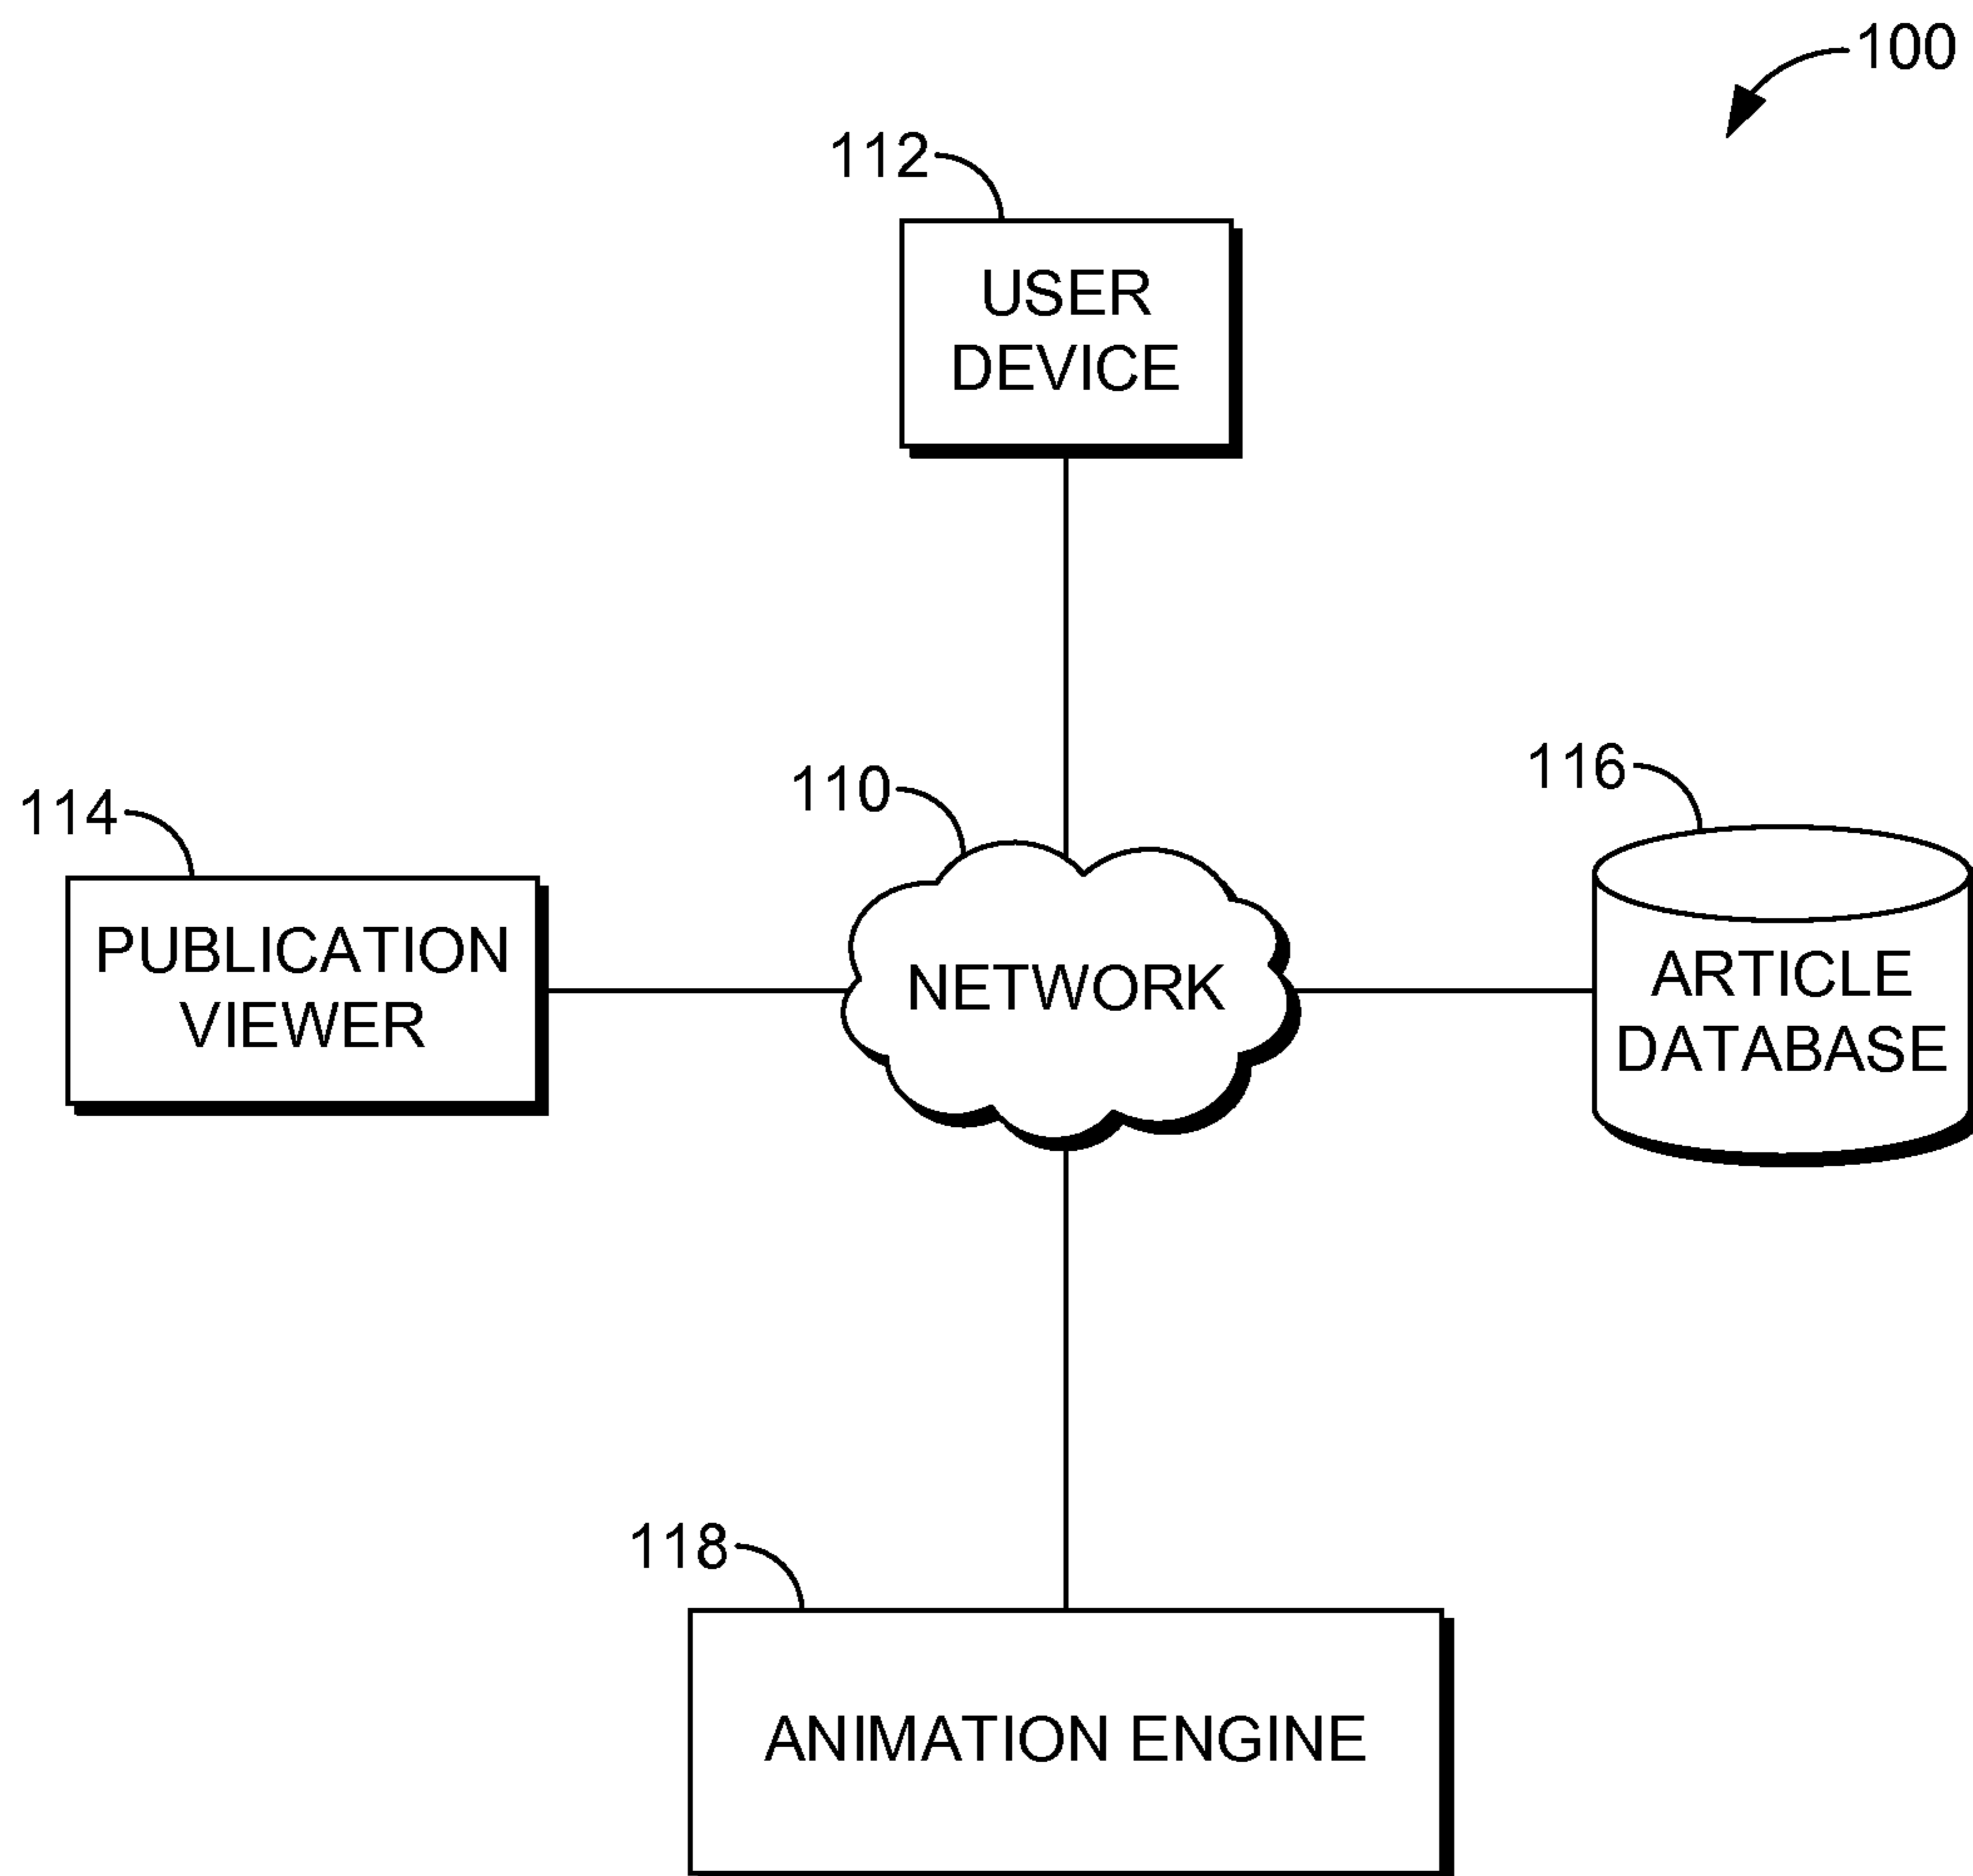 100
112
USER
DEVICE
114
PUBLICATION
VIEWER
110
NETWORK
116
ARTICLE
DATABASE
118
ANIMATION ENGINE